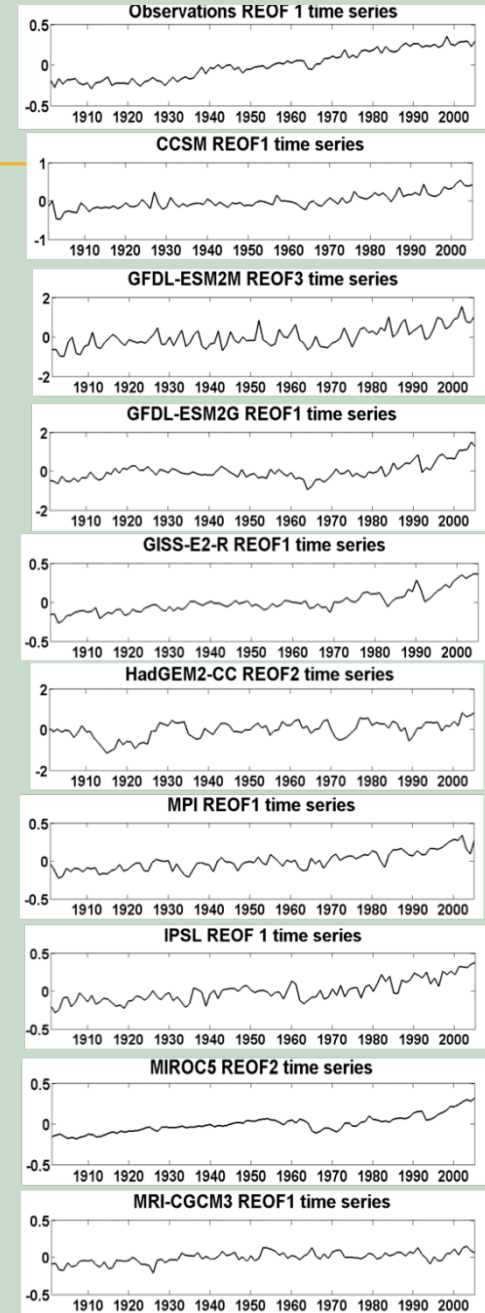 Observations REOF 1 time series
0.5
0
-0.5
1910 1920 1930 1940 1950 1960 1970 1980 1990 2000
CCSM REOF1 time series
1
0
-1
1910 1920 1930 1940 1950 1960 1970 1980 1990 2000
GFDL-ESM2M REOF3 time series
2
0
-2
1910 1920 1930 1940 1950 1960 1970 1980 1990 2000
GFDL-ESM2G REOF1 time series
2
0
-2
1910 1920 1930 1940 1950 1960 1970 1980 1990 2000
GISS-E2-R REOF1 time series
0.5
0
-0.5
1910 1920 1930 1940 1950 1960 1970 1980 1990 2000
HadGEM2-CC REOF2 time series
2
0
-2
1910 1920 1930 1940 1950 1960 1970 1980 1990 2000
MPI REOF1 time series
0.5
0
-0.5
1910 1920 1930 1940 1950 1960 1970 1980 1990 2000
IPSL REOF 1 time series
0.5
0
-0.5
1910 1920 1930 1940 1950 1960 1970 1980 1990 2000
MIROC5 REOF2 time series
0.5
0
-0.5
1910 1920 1930 1940 1950 1960 1970 1980 1990 2000
MRI-CGCM3 REOF1 time series
0.5
0
-0.5
1910 1920 1930 1940 1950 1960 1970 1980 1990 2000